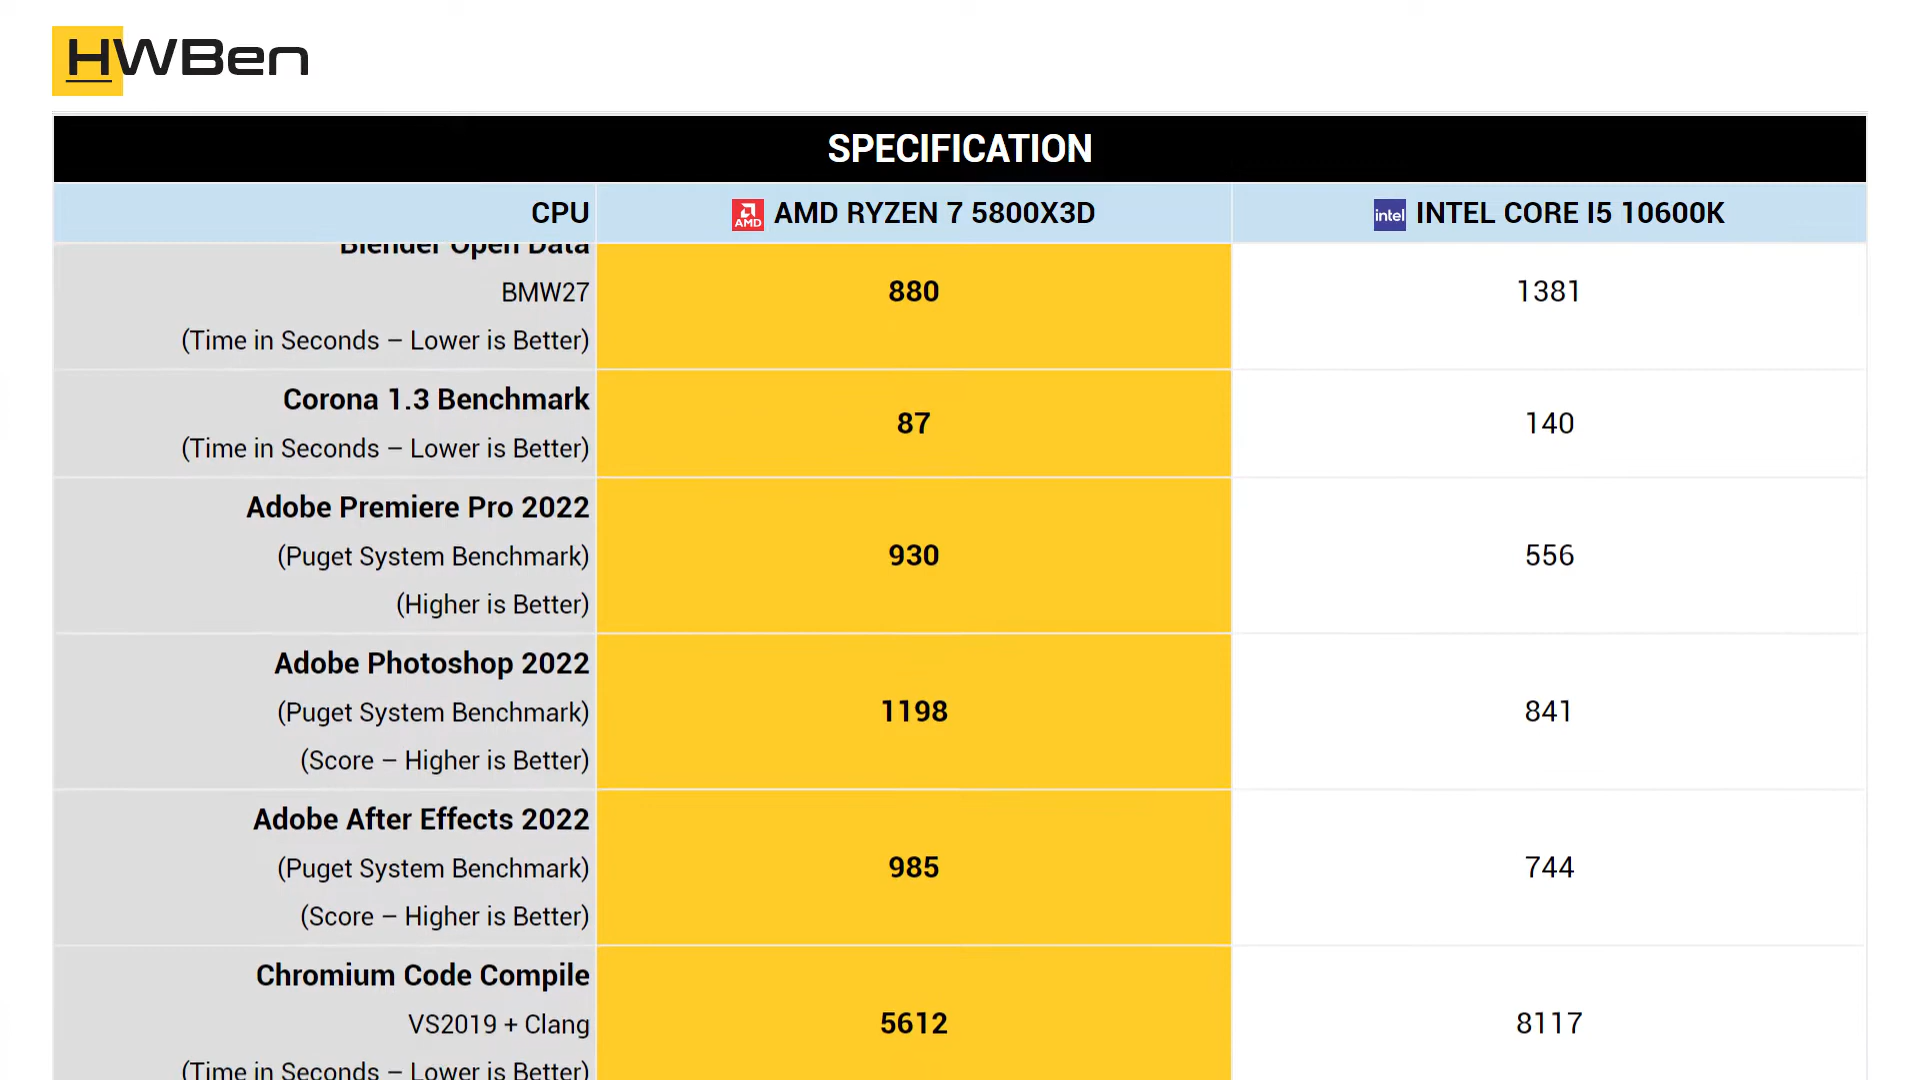 HWBen
SPECIFICATION
CPU
AMD AMD RYZEN 7 5800X3D
intel INTEL CORE I5 10600K
Blender Open Data
BMW27
(Time in Seconds – Lower is Better)
880
1381
Corona 1.3 Benchmark
(Time in Seconds – Lower is Better)
87
140
Adobe Premiere Pro 2022
(Puget System Benchmark)
(Higher is Better)
930
556
Adobe Photoshop 2022
(Puget System Benchmark)
(Score – Higher is Better)
1198
841
Adobe After Effects 2022
(Puget System Benchmark)
(Score – Higher is Better)
985
744
Chromium Code Compile
VS2019 + Clang
(Time in Seconds – Lower is Better)
5612
8117